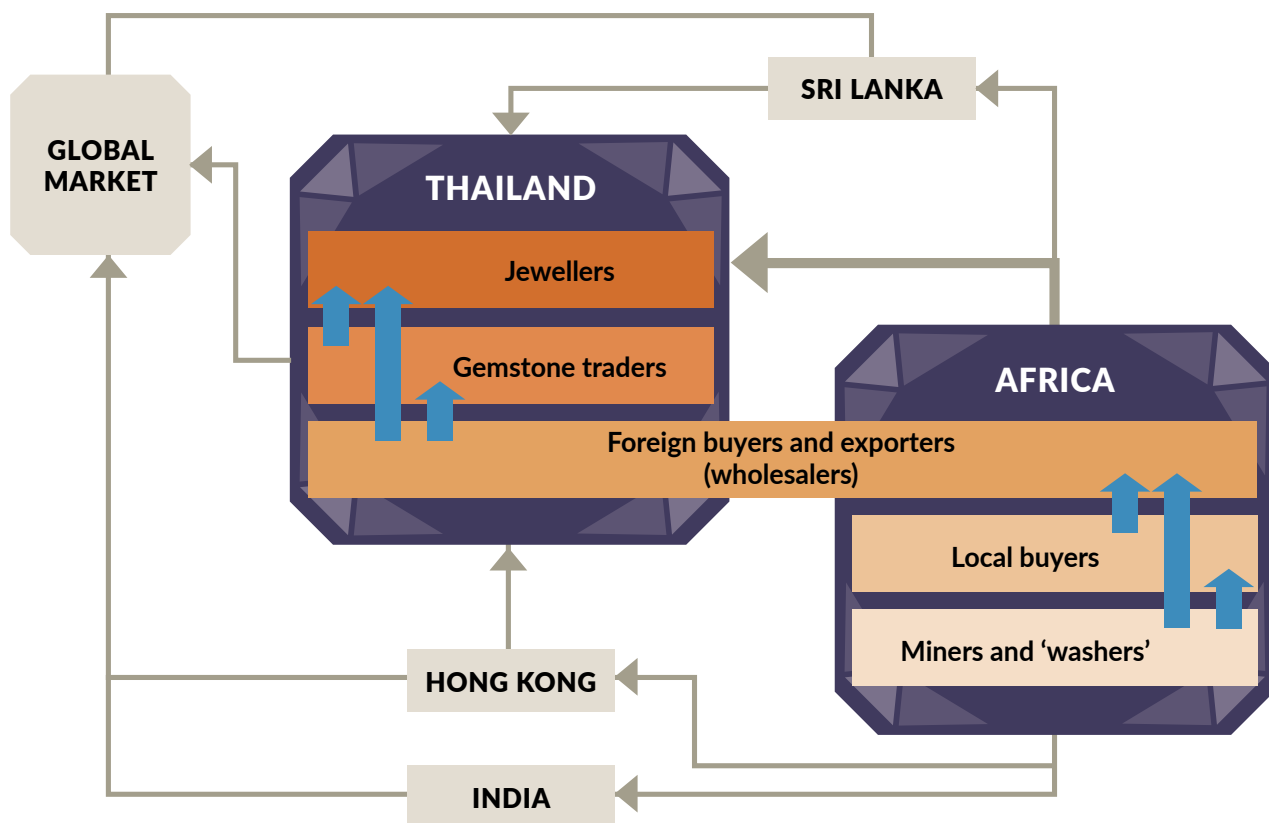 SRI LANKA
GLOBAL
MARKET
THAILAND
Jewellers
Gemstone traders
AFRICA
Foreign buyers and exporters
(wholesalers)
Local buyers
Miners and ‘washers’
HONG KONG
INDIA